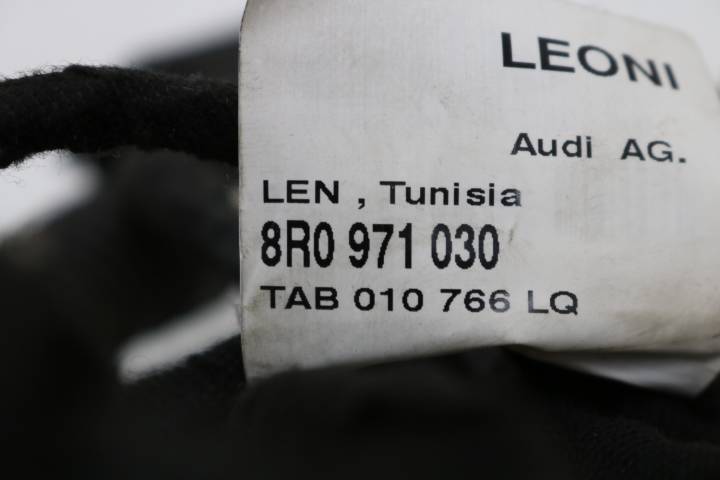 LEONI
Audi AG.
LEN , Tunisia
8R0 971 030
TAB 010 766 LQ